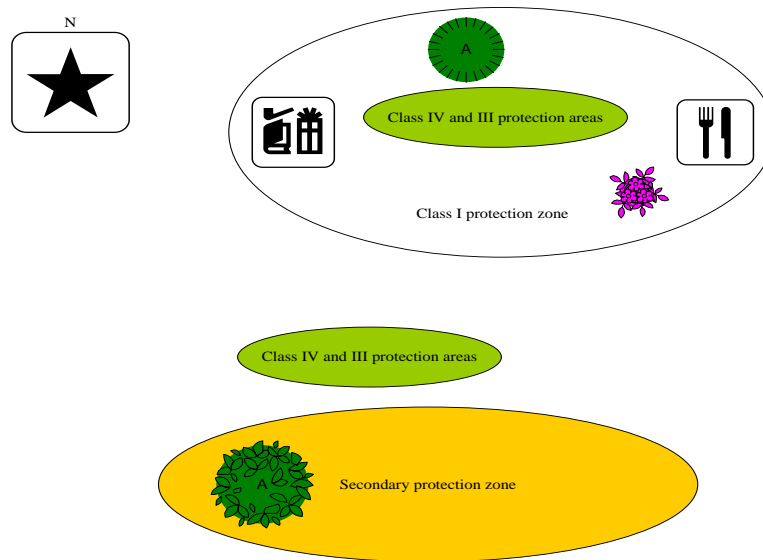 N
A
Class IV and III protection areas
Class I protection zone
Class IV and III protection areas
A
Secondary protection zone